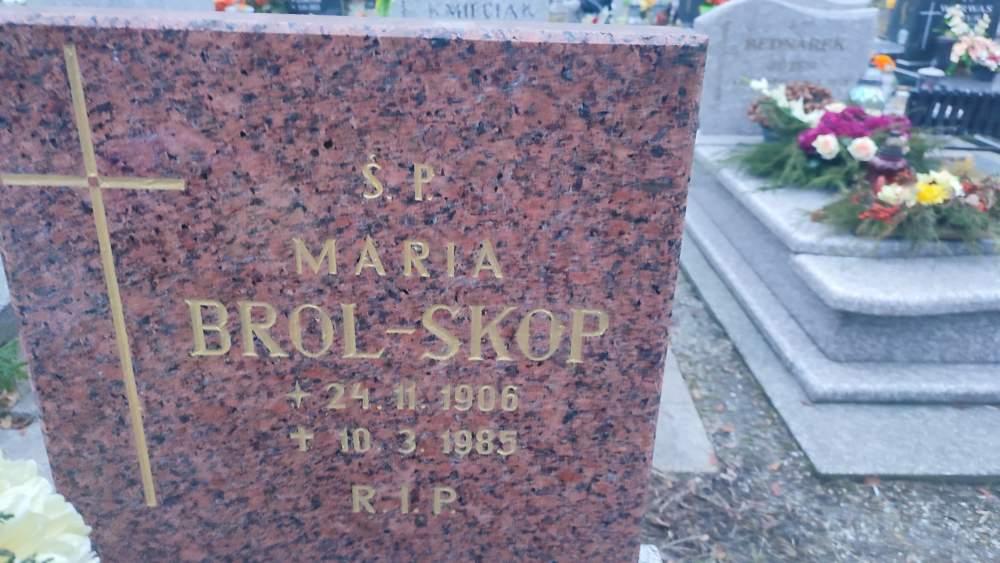 KMIECIAK
BEDNAREK
Ś. P.
MARIA
BROL-SKOP
24. 11. 1906
+ 10. 3. 1985
R. I. P.